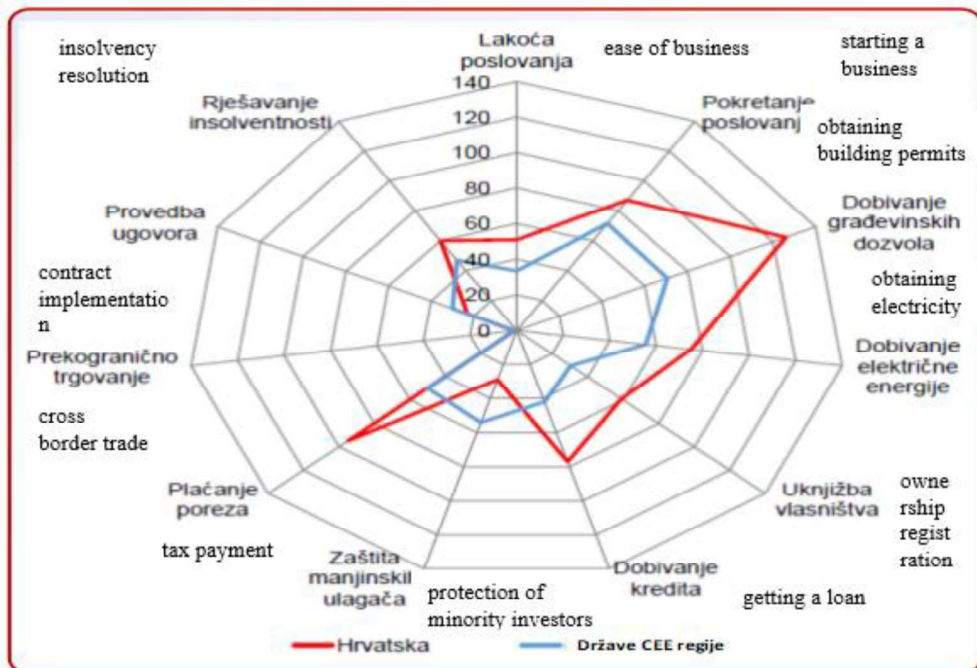 insolvency
resolution
Lakoća
poslovanja
ease of business
starting a
business
Rješavanje
insolventnosti
Pokretanje
poslovanj
obtaining
building permits
Provedba
ugovora
Dobivanje
građevinskih
dozvola
contract
implementatio
n
obtaining
electricity
Prekogranično
trgovanje
Dobivanje
električne
energije
cross
border trade
Plaćanje
poreza
Uknjižba
vlasništva
owne
rship
regist
ration
tax payment
Zaštita
manjinskil
ulagača
protection of
minority investors
Dobivanje
kredita
getting a loan
140
120
100
80
60
40
20
0
Hrvatska
Države CEE regije